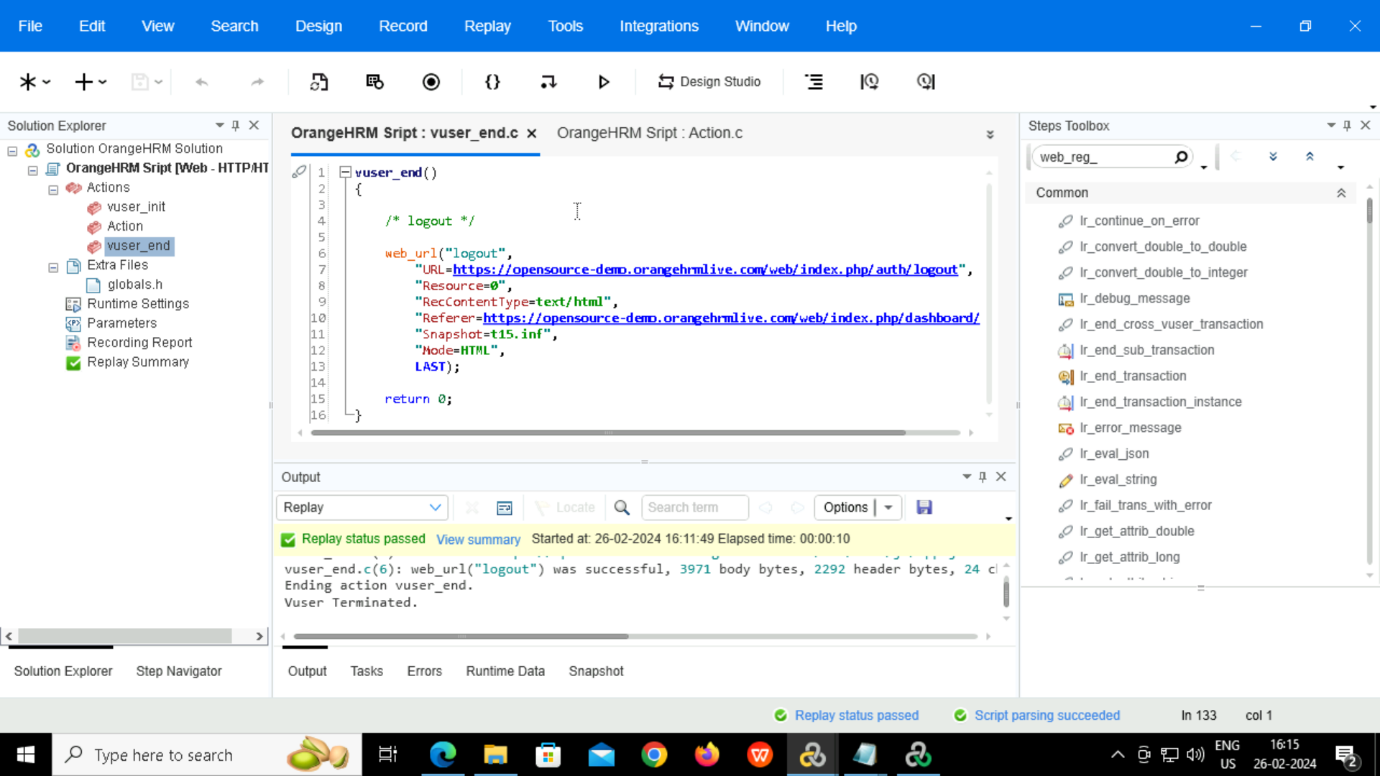 File Edit View Search Design Record Replay Tools Integrations Window Help
Design Studio
Solution Explorer
Solution OrangeHRM Solution
OrangeHRM Sript [Web - HTTP/HT
Actions
vuser_init
Action
vuser_end
Extra Files
globals.h
Runtime Settings
Parameters
Recording Report
Replay Summary
Solution Explorer Step Navigator
OrangeHRM Sript : vuser_end.c OrangeHRM Sript : Action.c
1 vuser_end()
2 {
3
4 /* logout */
5
6 web_url("logout",
7 "URL=https://opensource-demo.orangehrmlive.com/web/index.php/auth/logout",
8 "Resource=0",
9 "RecContentType=text/html",
10 "Referer=https://opensource-demo.orangehrmlive.com/web/index.php/dashboard/
11 "Snapshot=t15.inf",
12 "Mode=HTML",
13 LAST);
14
15 return 0;
16 }
Output
Replay Locate Search term Options
Replay status passed View summary Started at: 26-02-2024 16:11:49 Elapsed time: 00:00:10
vuser_end.c(6): web_url("logout") was successful, 3971 body bytes, 2292 header bytes, 24 c
Ending action vuser_end.
Vuser Terminated.
Output Tasks Errors Runtime Data Snapshot
Steps Toolbox
web_reg_
Common
lr_continue_on_error
lr_convert_double_to_double
lr_convert_double_to_integer
lr_debug_message
lr_end_cross_vuser_transaction
lr_end_sub_transaction
lr_end_transaction
lr_end_transaction_instance
lr_error_message
lr_eval_json
lr_eval_string
lr_fail_trans_with_error
lr_get_attrib_double
lr_get_attrib_long
Replay status passed Script parsing succeeded ln 133 col 1
Type here to search
ENG
US
16:15
26-02-2024
2